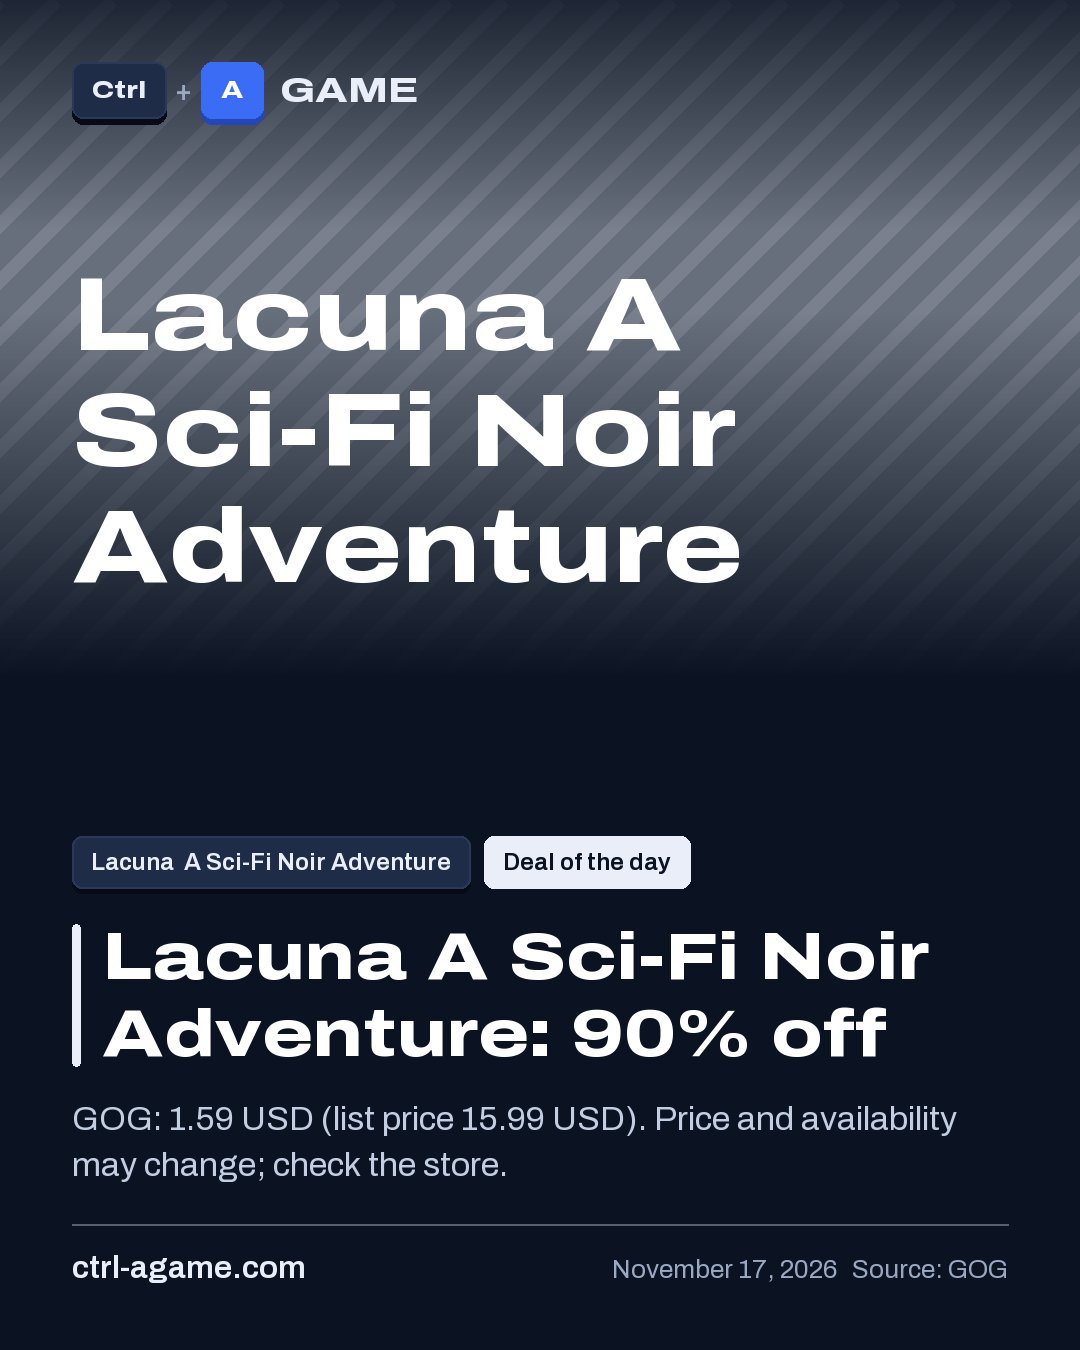 Ctrl + A GAME
Lacuna A
Sci-Fi Noir
Adventure
Lacuna A Sci-Fi Noir Adventure
Deal of the day
Lacuna A Sci-Fi Noir
Adventure: 90% off
GOG: 1.59 USD (list price 15.99 USD). Price and availability
may change; check the store.
ctrl-agame.com
November 17, 2026 Source: GOG